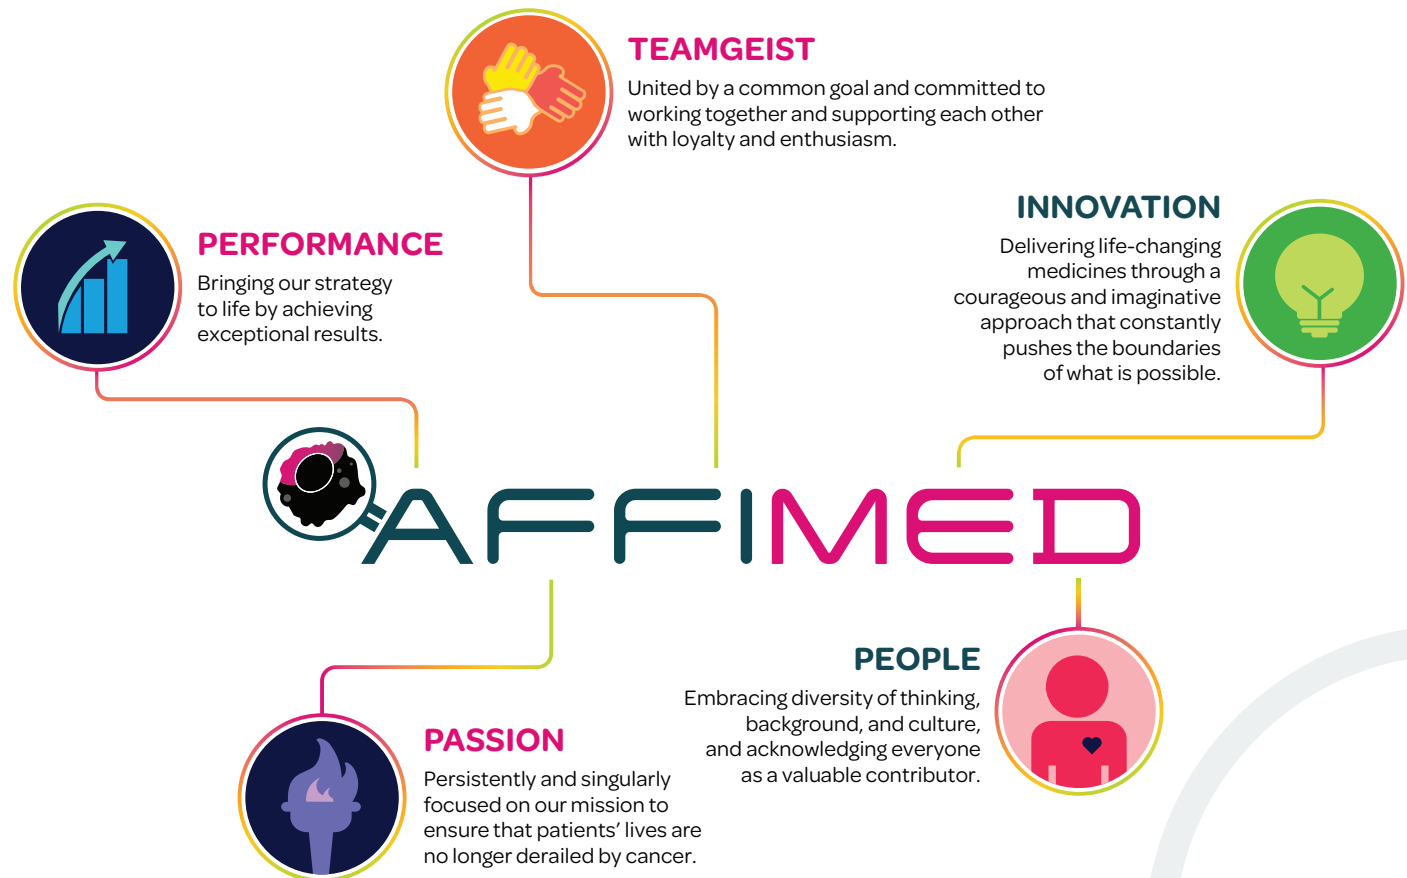 TEAMGEIST
United by a common goal and committed to
working together and supporting each other
with loyalty and enthusiasm.
PERFORMANCE
Bringing our strategy
to life by achieving
exceptional results.
INNOVATION
Delivering life-changing
medicines through a
courageous and imaginative
approach that constantly
pushes the boundaries
of what is possible.
AFFIMED
PASSION
Persistently and singularly
focused on our mission to
ensure that patients’ lives are
no longer derailed by cancer.
PEOPLE
Embracing diversity of thinking,
background, and culture,
and acknowledging everyone
as a valuable contributor.